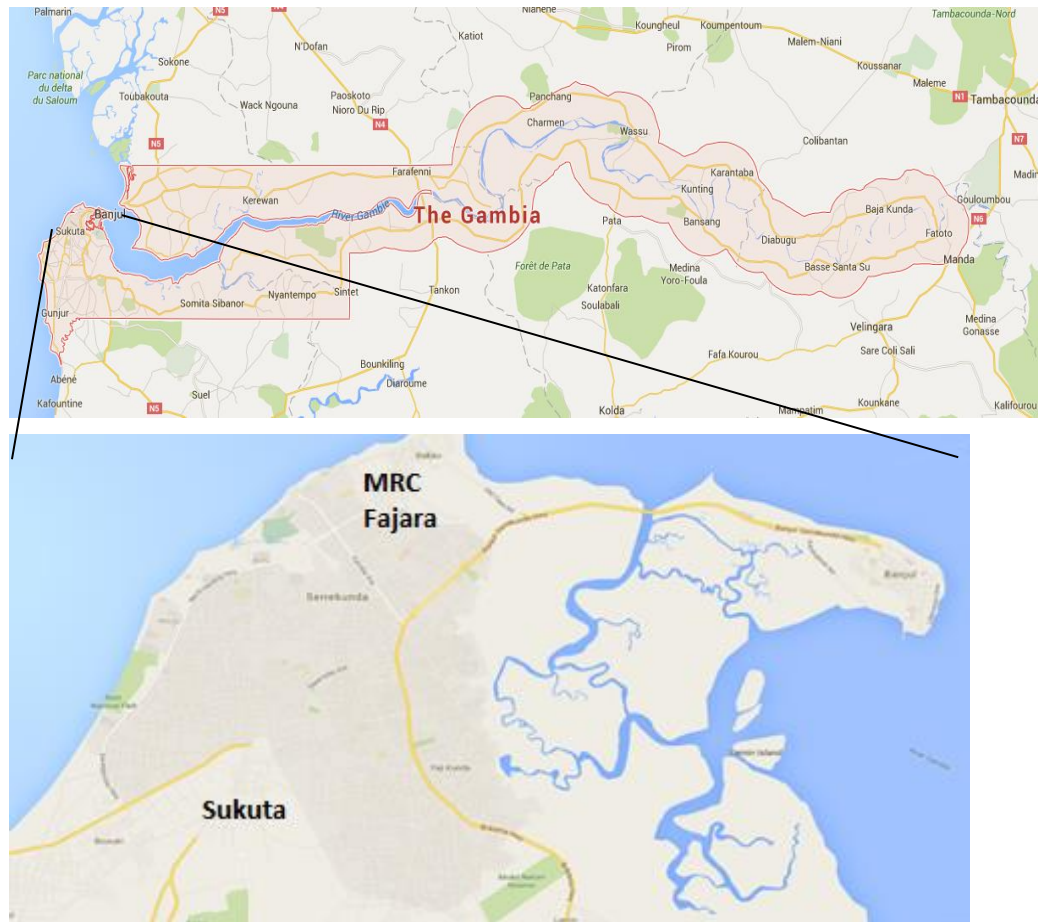 Palmarin
N5
N1
Nianene
Koungheul
Koumpentoum
Tambacounda-Nord
Katiot
N'Dofan
Pirom
Malem-Niani
Sokone
Koussanar
Parc national
du delta
du Saloum
Toubakouta
Wack Ngouna
Paoskoto
Nioro Du Rip
Panchang
Maleme
N1
Tambacounda
N4
Charmen
Wassu
N5
Colibantan
N7
Farafenni
Karantaba
Kerewan
Kunting
Gouloumbou
Banjul
River Gambie
The Gambia
Pata
Bansang
Baja Kunda
N6
Sukuta
Diabugu
Fatoto
Forêt de Pata
Medina
Yoro-Foula
Basse Santa Su
Manda
Nyantempo
Sintet
Tankon
Katonfara
Soulabali
Somita Sibanor
Gunjur
Velingara
Medina
Gonasse
Fafa Kourou
Sare Coli Sali
Bounkiling
Abéné
Diaroume
Suel
Kafountine
N5
Kolda
Mampatim
Kounkane
Kalifourou
MRC
Fajara
Banjul
Serrekunda
Sukuta